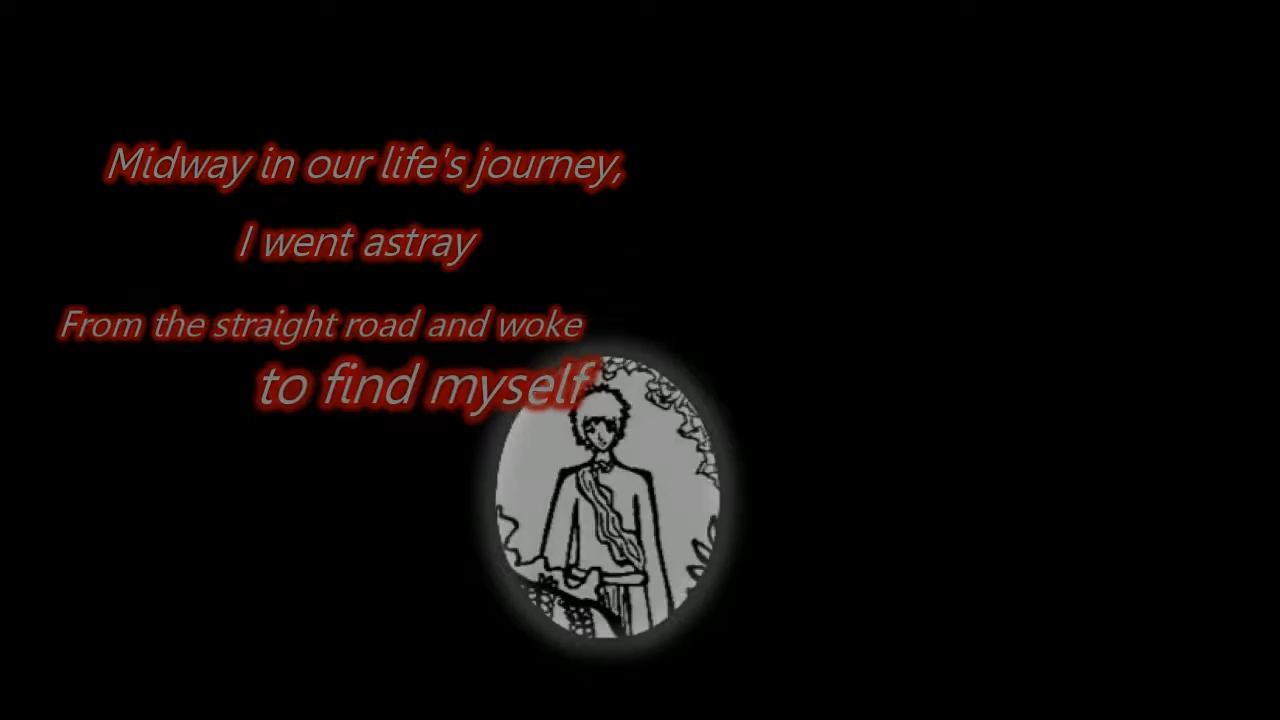 Midway in our life's journey,
I went astray
From the straight road and woke
to find myself